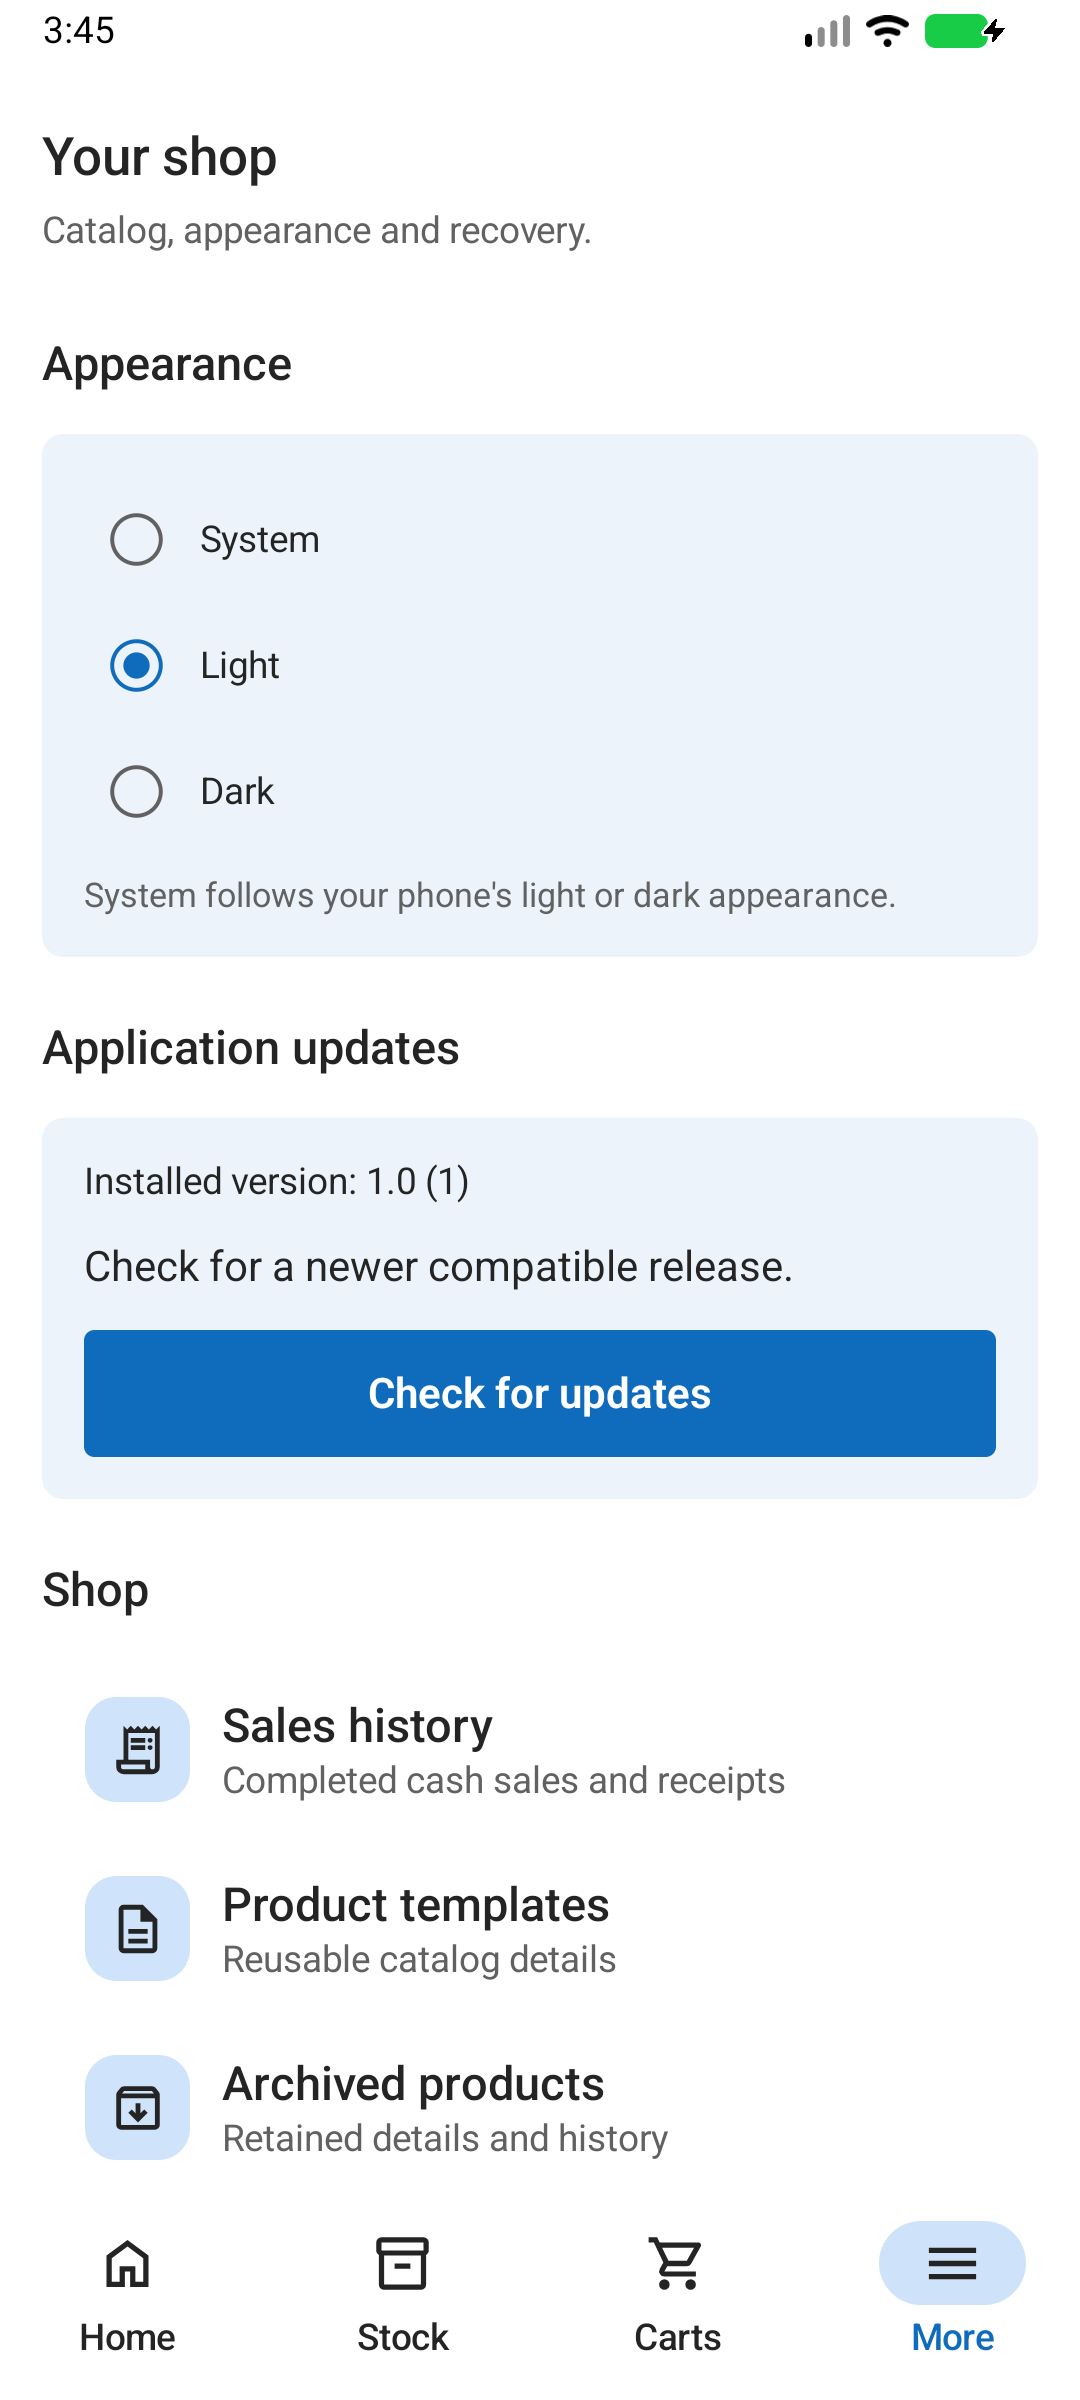 3:45
Your shop
Catalog, appearance and recovery.
Appearance
System
Light
Dark
System follows your phone's light or dark appearance.
Application updates
Installed version: 1.0 (1)
Check for a newer compatible release.
Check for updates
Shop
Sales history
Completed cash sales and receipts
Product templates
Reusable catalog details
Archived products
Retained details and history
Home
Stock
Carts
More